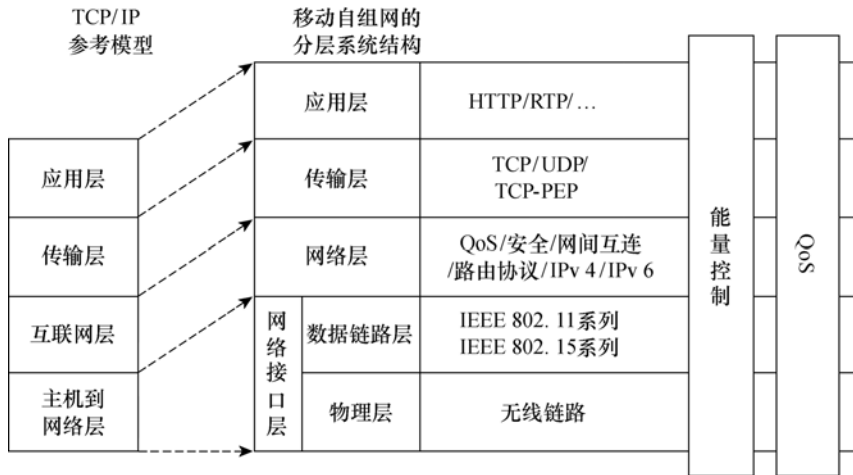 TCP/IP
参考模型
移动自组网的
分层系统结构
应用层
HTTP/RTP/…
应用层
传输层
TCP/UDP/
TCP-PEP
传输层
网络层
QoS/安全/网间互连
/路由协议/IPv 4/IPv 6
互联网层
网络接口层
数据链路层
IEEE 802. 11系列
IEEE 802. 15系列
主机到
网络层
物理层
无线链路
能量控制
QoS